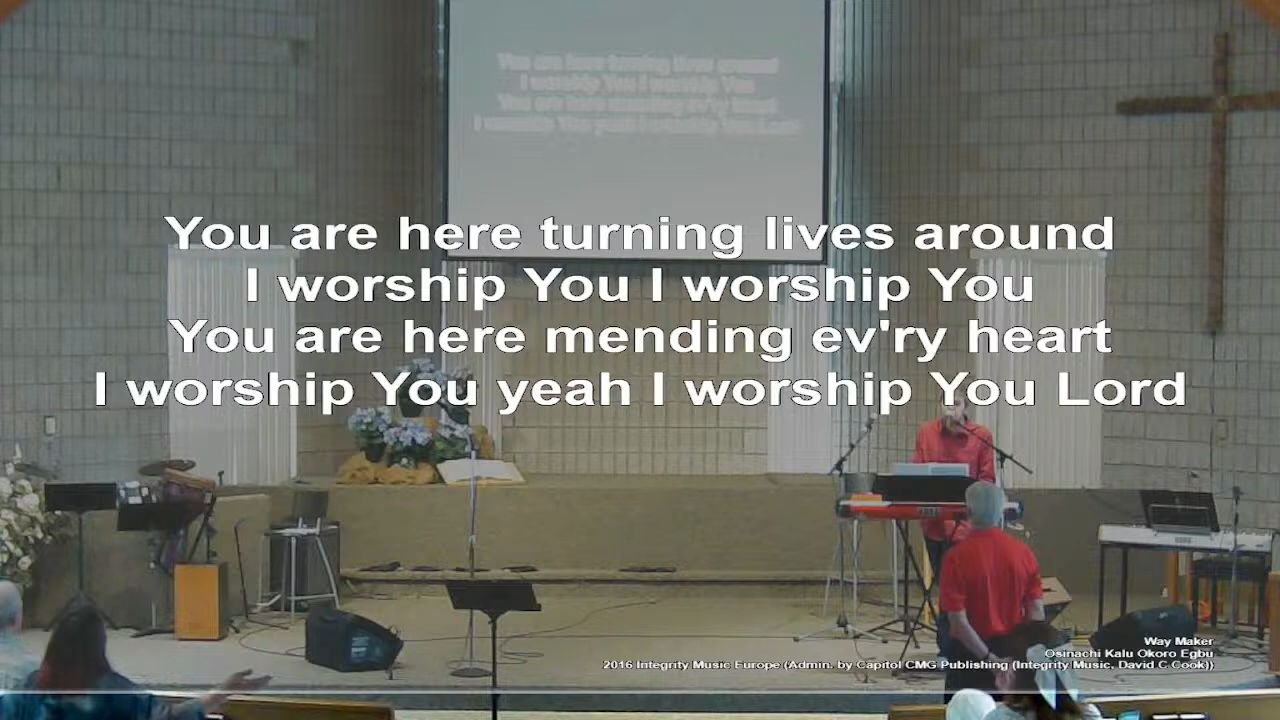 You are here turning lives around
I worship You I worship You
You are here mending ev'ry heart
I worship You yeah I worship You Lord
KORG
KORG
Way Maker
Osinachi Kalu Okoro Egbu
2016 Integrity Music Europe (Admin. by Capitol CMG Publishing (Integrity Music, David C Cook))